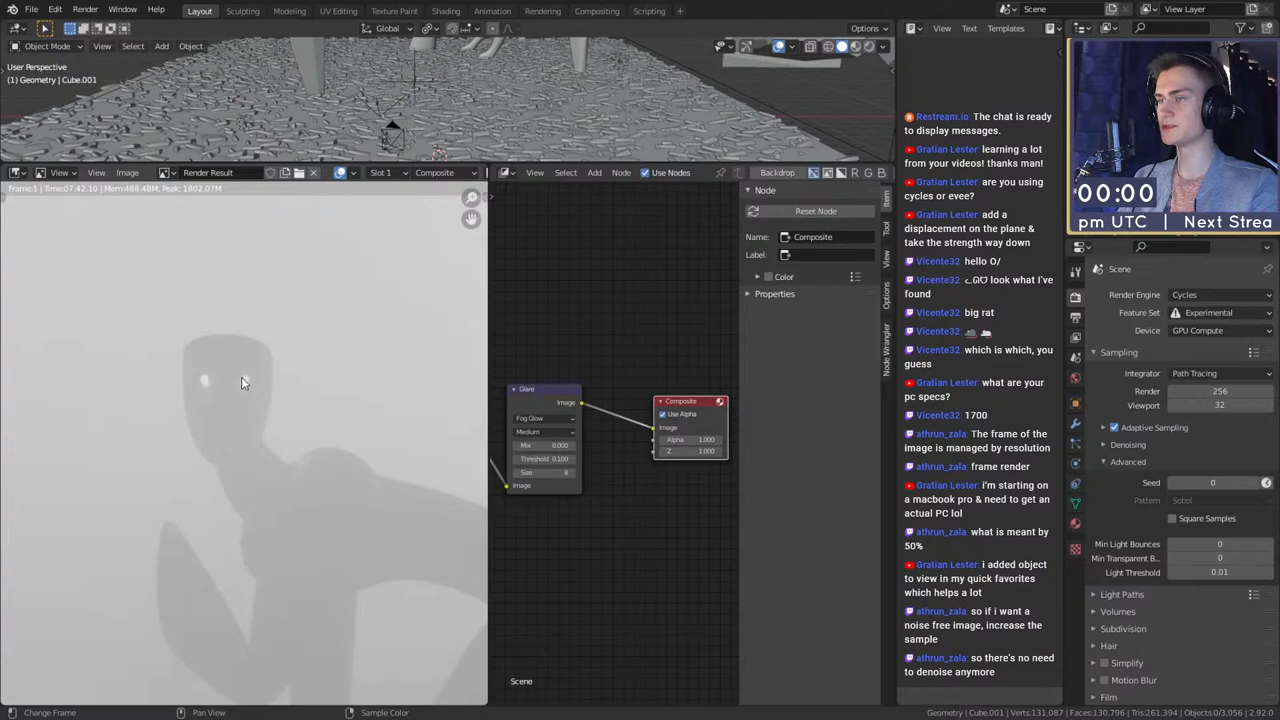 File Edit Render Window Help Layout Sculpting Modeling UV Editing Texture Paint Shading Animation Rendering Compositing Scripting + Scene View Layer
Global Options
Object Mode View Select Add Object
View Text Templates
User Perspective
(1) Geometry | Cube.001
View View Image Render Result Slot 1 Composite
View Select Add Node Use Nodes Backdrop R G B
Frame:1 | Time:07:42.10 | Mem:488.48M, Peak: 1802.07M
Node
Reset Node
Name: Composite
Label:
Color
Properties
Item
Tool
View
Options
Node Wrangler
Glare
Image
Fog Glow
Medium
Mix 0.000
Threshold 0.100
Size 8
Image
Composite
Use Alpha
Image
Alpha 1.000
Z 1.000
Scene
Restream.io The chat is ready
to display messages.
Gratian Lester: learning a lot
from your videos! thanks man!
Gratian Lester: are you using
cycles or evee?
Gratian Lester: add a
displacement on the plane &
take the strength way down
Vicente32: hello O/
Vicente32: look what I've
found
Vicente32: big rat
Vicente32:
Vicente32: which is which, you
guess
Gratian Lester: what are your
pc specs?
Vicente32: 1700
athrun_zala: The frame of the
image is managed by resolution
athrun_zala: frame render
Gratian Lester: i'm starting on
a macbook pro & need to get an
actual PC lol
athrun_zala: what is meant by
50%
Gratian Lester: i added object
to view in my quick favorites
which helps a lot
athrun_zala: so if i want a
noise free image, increase the
sample
athrun_zala: so there's no need
to denoise anymore
00:00
pm UTC | Next Strea
Scene
Render Engine Cycles
Feature Set Experimental
Device GPU Compute
Sampling
Integrator Path Tracing
Render 256
Viewport 32
Adaptive Sampling
Denoising
Advanced
Seed 0
Pattern Sobol
Square Samples
Min Light Bounces 0
Min Transparent B... 0
Light Threshold 0.01
Light Paths
Volumes
Subdivision
Hair
Simplify
Motion Blur
Film
Change Frame Pan View Sample Color Geometry | Cube.001 | Verts:131,087 | Faces:130,796 | Tris:261,394 | Objects:0/3,056 | 2.92.0